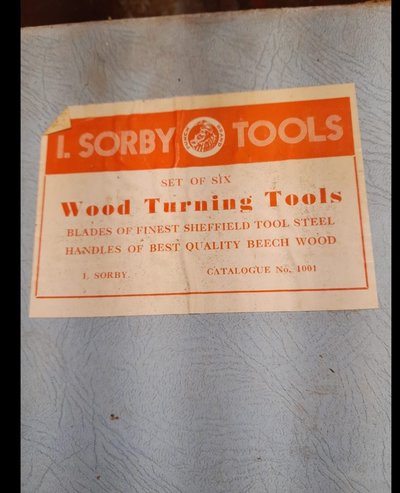 I. SORBY TOOLS
SET OF SIX
Wood Turning Tools
BLADES OF FINEST SHEFFIELD TOOL STEEL
HANDLES OF BEST QUALITY BEECH WOOD
I. SORBY. CATALOGUE No. 1001